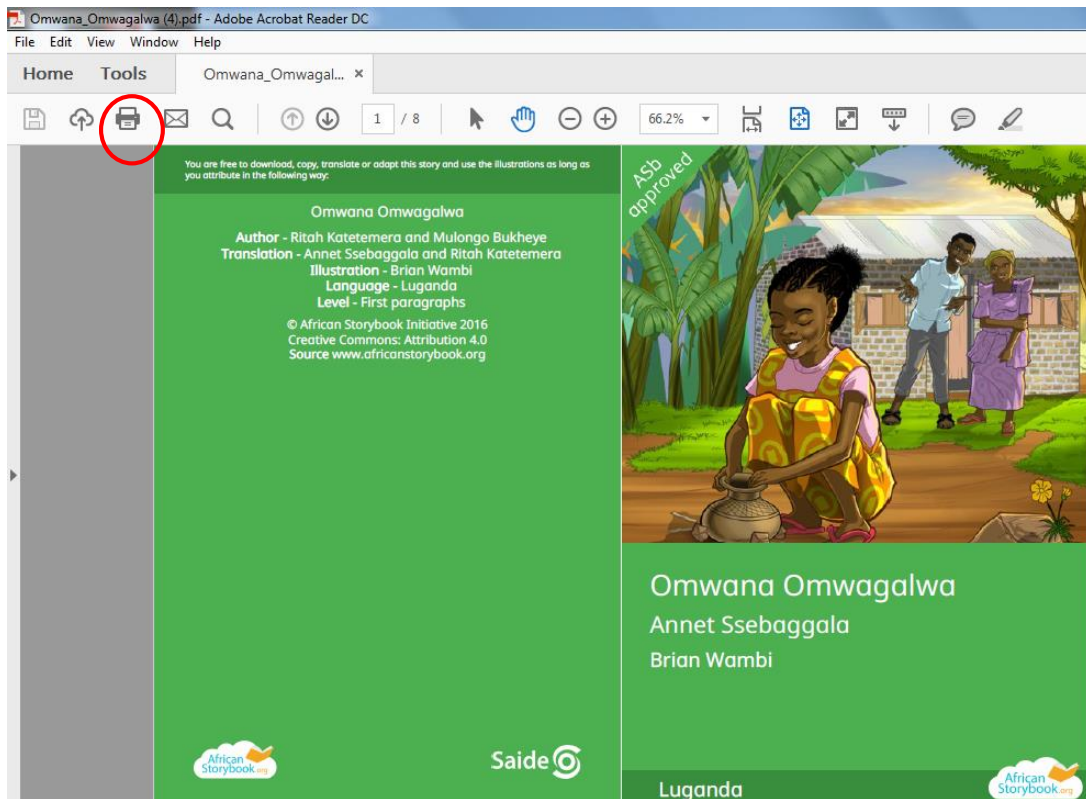 Omwana_Omwagalwa (4).pdf - Adobe Acrobat Reader DC
File Edit View Window Help
Home Tools Omwana_Omwagal... ×
1 / 8 66.2%
You are free to download, copy, translate or adapt this story and use the illustrations as long as
you attribute in the following way:
Omwana Omwagalwa
Author - Ritah Katetemera and Mulongo Bukheye
Translation - Annet Ssebaggala and Ritah Katetemera
Illustration - Brian Wambi
Language - Luganda
Level - First paragraphs
© African Storybook Initiative 2016
Creative Commons: Attribution 4.0
Source www.africanstorybook.org
African
Storybook.org
Saide
ASb
approved
Omwana Omwagalwa
Annet Ssebaggala
Brian Wambi
Luganda
African
Storybook.org